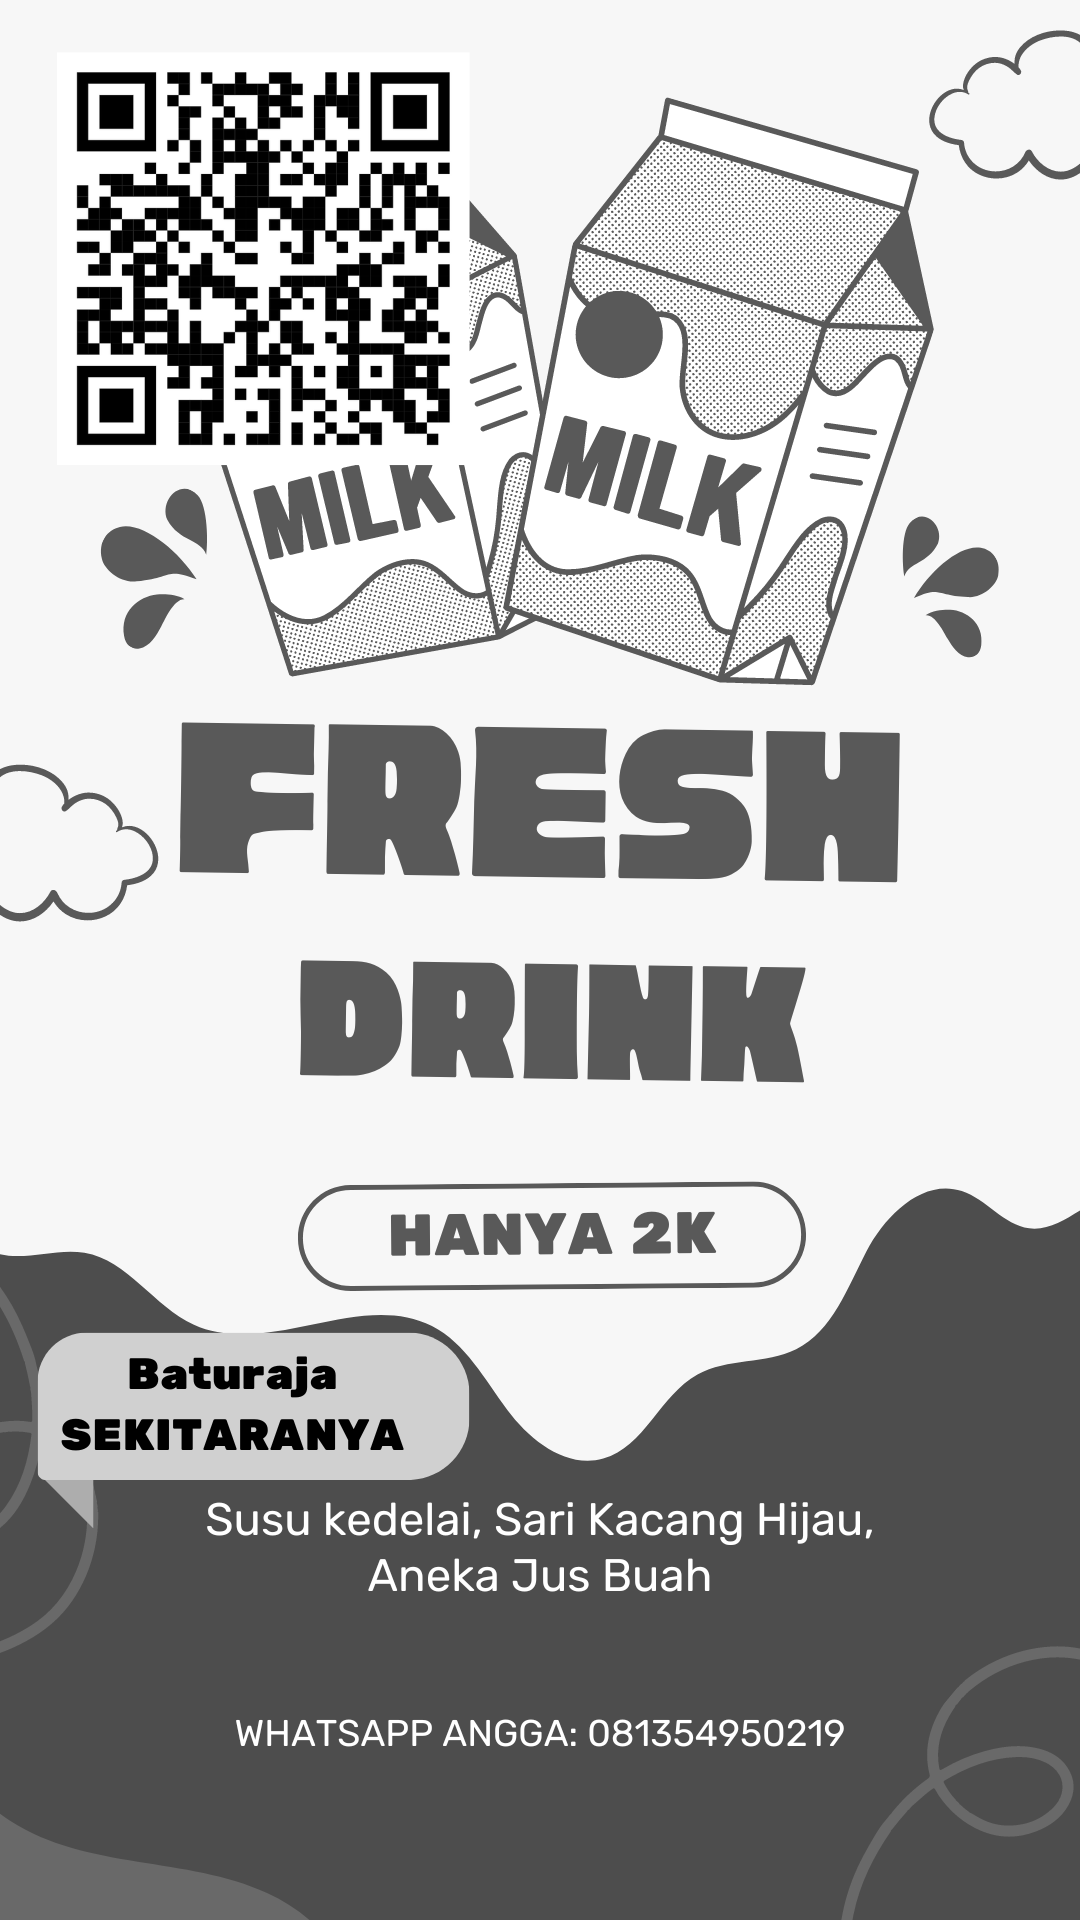 MILK
MILK
FRESH
DRINK
HANYA 2K
Baturaja
SEKITARANYA
Susu kedelai, Sari Kacang Hijau,
Aneka Jus Buah
WHATSAPP ANGGA: 081354950219